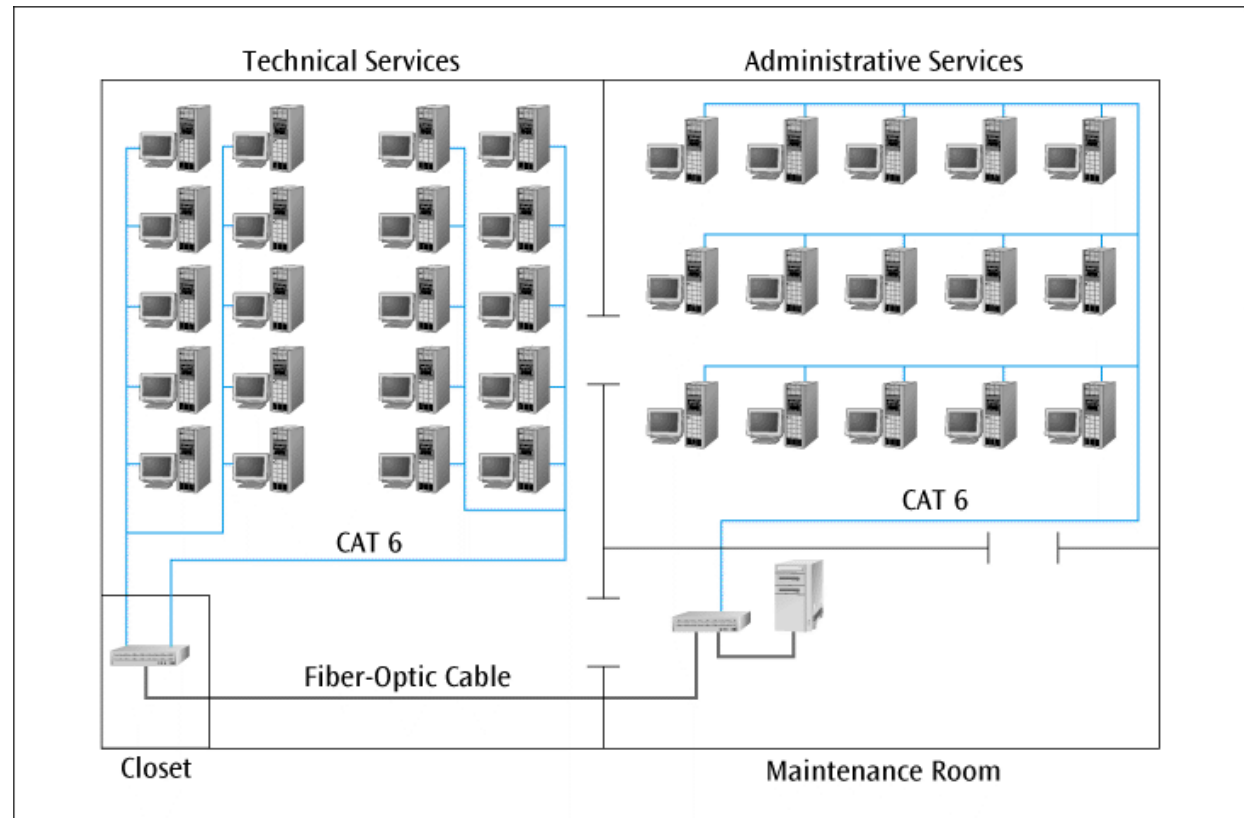 Technical Services
Administrative Services
CAT 6
CAT 6
Fiber-Optic Cable
Closet
Maintenance Room